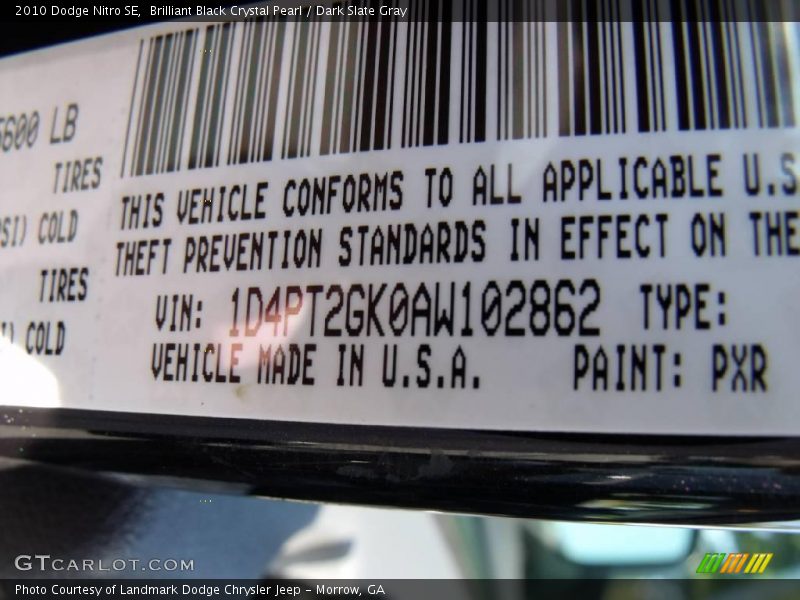 2010 Dodge Nitro SE, Brilliant Black Crystal Pearl / Dark Slate Gray
5600 LB
TIRES
THIS VEHICLE CONFORMS TO ALL APPLICABLE U.S
PSI) COLD
THEFT PREVENTION STANDARDS IN EFFECT ON THE
TIRES
VIN: 1D4PT2GK0AW102862 TYPE:
COLD
VEHICLE MADE IN U.S.A. PAINT: PXR
GTCARLOT.COM
Photo Courtesy of Landmark Dodge Chrysler Jeep - Morrow, GA